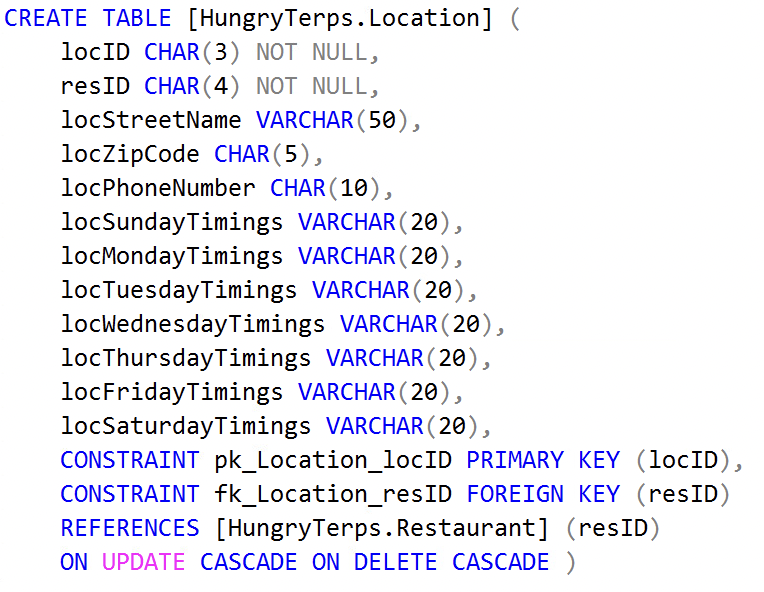 CREATE TABLE [HungryTerps.Location] (
locID CHAR(3) NOT NULL,
resID CHAR(4) NOT NULL,
locStreetName VARCHAR(50),
locZipCode CHAR(5),
locPhoneNumber CHAR(10),
locSundayTimings VARCHAR(20),
locMondayTimings VARCHAR(20),
locTuesdayTimings VARCHAR(20),
locWednesdayTimings VARCHAR(20),
locThursdayTimings VARCHAR(20),
locFridayTimings VARCHAR(20),
locSaturdayTimings VARCHAR(20),
CONSTRAINT pk_Location_locID PRIMARY KEY (locID),
CONSTRAINT fk_Location_resID FOREIGN KEY (resID)
REFERENCES [HungryTerps.Restaurant] (resID)
ON UPDATE CASCADE ON DELETE CASCADE )